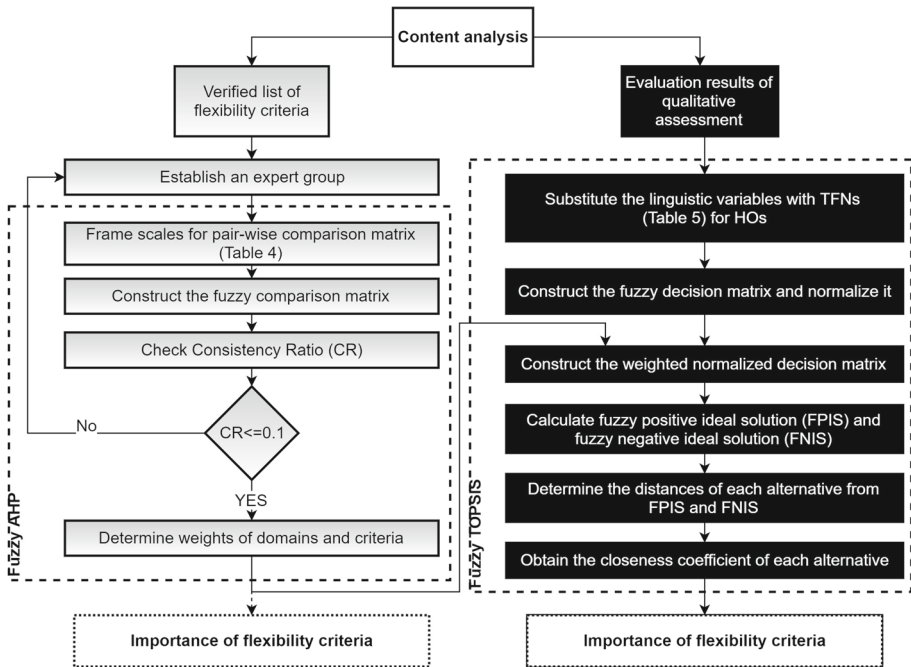 Content analysis
Verified list of
flexibility criteria
Establish an expert group
Frame scales for pair-wise comparison matrix
(Table 4)
Construct the fuzzy comparison matrix
Check Consistency Ratio (CR)
CR<=0.1
No
YES
Determine weights of domains and criteria
Fuzzy AHP
Importance of flexibility criteria
Evaluation results of
qualitative
assessment
Substitute the linguistic variables with TFNs
(Table 5) for HOs
Construct the fuzzy decision matrix and normalize it
Construct the weighted normalized decision matrix
Calculate fuzzy positive ideal solution (FPIS) and
fuzzy negative ideal solution (FNIS)
Determine the distances of each alternative from
FPIS and FNIS
Obtain the closeness coefficient of each alternative
Fuzzy TOPSIS
Importance of flexibility criteria